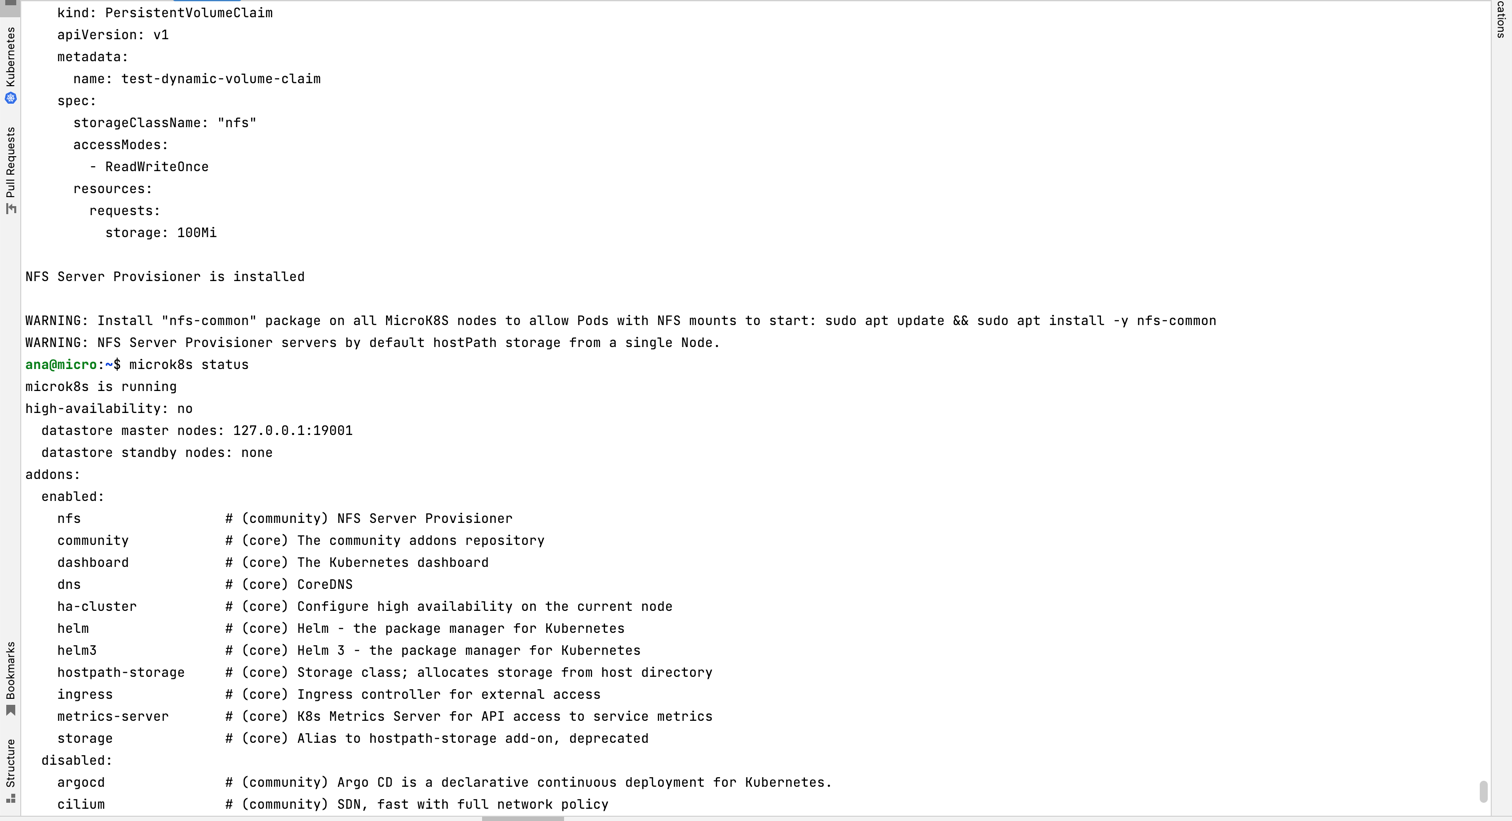 kind: PersistentVolumeClaim
apiVersion: v1
metadata:
name: test-dynamic-volume-claim
spec:
storageClassName: "nfs"
accessModes:
- ReadWriteOnce
resources:
requests:
storage: 100Mi
NFS Server Provisioner is installed
WARNING: Install "nfs-common" package on all MicroK8S nodes to allow Pods with NFS mounts to start: sudo apt update && sudo apt install -y nfs-common
WARNING: NFS Server Provisioner servers by default hostPath storage from a single Node.
ana@micro:~$ microk8s status
microk8s is running
high-availability: no
datastore master nodes: 127.0.0.1:19001
datastore standby nodes: none
addons:
enabled:
nfs # (community) NFS Server Provisioner
community # (core) The community addons repository
dashboard # (core) The Kubernetes dashboard
dns # (core) CoreDNS
ha-cluster # (core) Configure high availability on the current node
helm # (core) Helm - the package manager for Kubernetes
helm3 # (core) Helm 3 - the package manager for Kubernetes
hostpath-storage # (core) Storage class; allocates storage from host directory
ingress # (core) Ingress controller for external access
metrics-server # (core) K8s Metrics Server for API access to service metrics
storage # (core) Alias to hostpath-storage add-on, deprecated
disabled:
argocd # (community) Argo CD is a declarative continuous deployment for Kubernetes.
cilium # (community) SDN, fast with full network policy
Kubernetes
Pull Requests
Bookmarks
Structure
cations